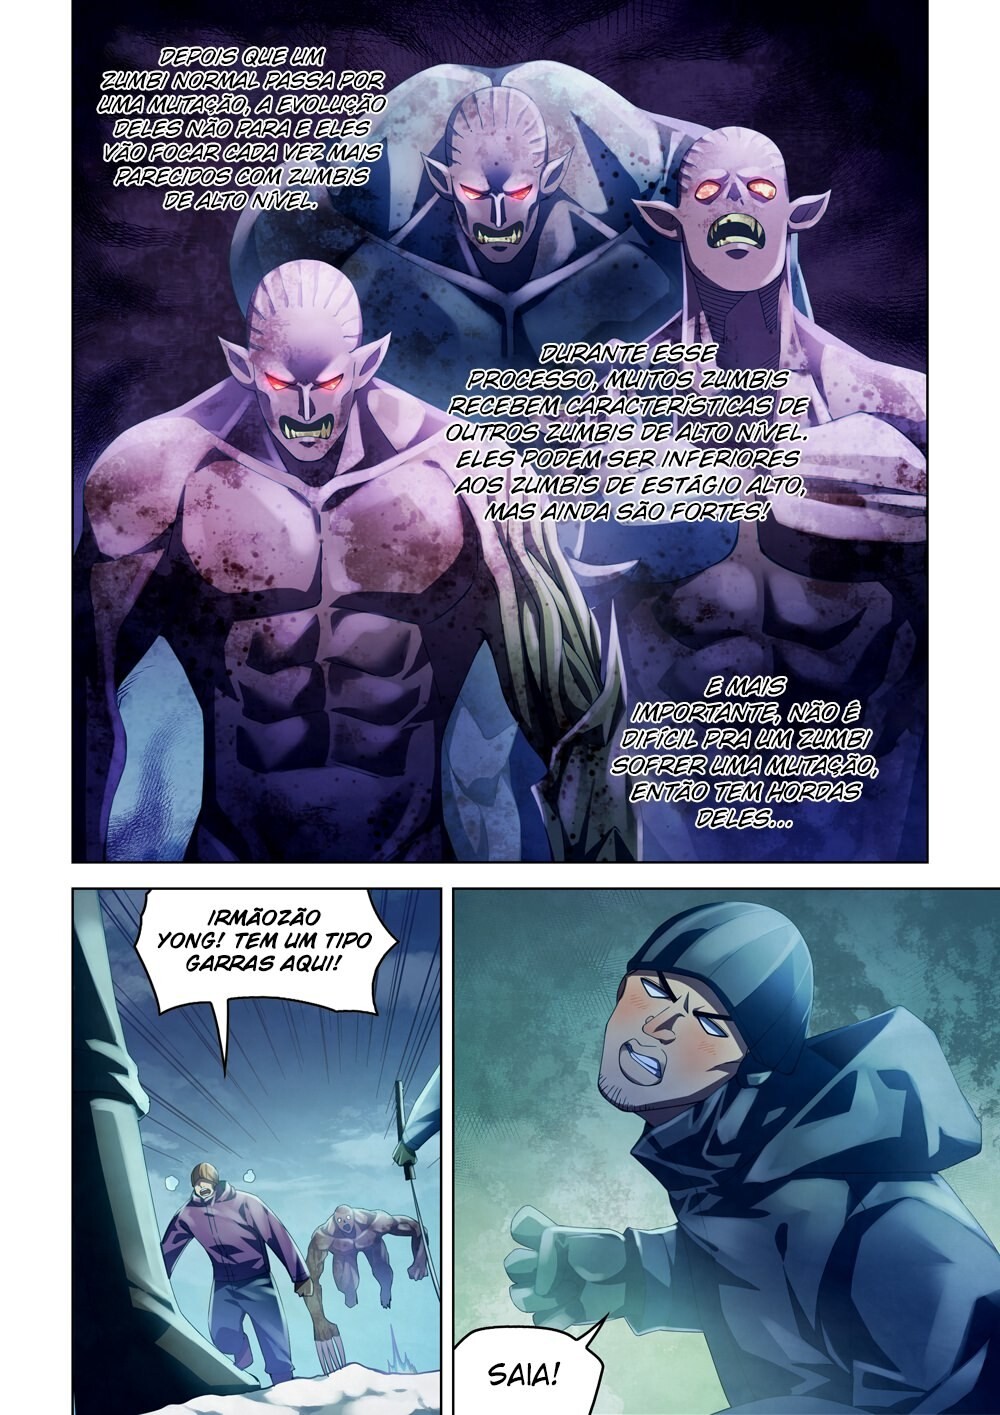 DEPOIS QUE UM
ZUMBI NORMAL PASSA POR
UMA MUTAÇÃO, A EVOLUÇÃO
DELES NÃO PARA E ELES
VÃO FOCAR CADA VEZ MAIS
PARECIDOS COM ZUMBIS
DE ALTO NÍVEL.
DURANTE ESSE
PROCESSO, MUITOS ZUMBIS
RECEBEM CARACTERÍSTICAS DE
OUTROS ZUMBIS DE ALTO NÍVEL.
ELES PODEM SER INFERIORES
AOS ZUMBIS DE ESTÁGIO ALTO,
MAS AINDA SÃO FORTES!
E MAIS
IMPORTANTE, NÃO É
DIFÍCIL PRA UM ZUMBI
SOFRER UMA MUTAÇÃO,
ENTÃO TEM HORDAS
DELES...
IRMÃOZÃO
YONG! TEM UM TIPO
GARRAS AQUI!
SAIA!